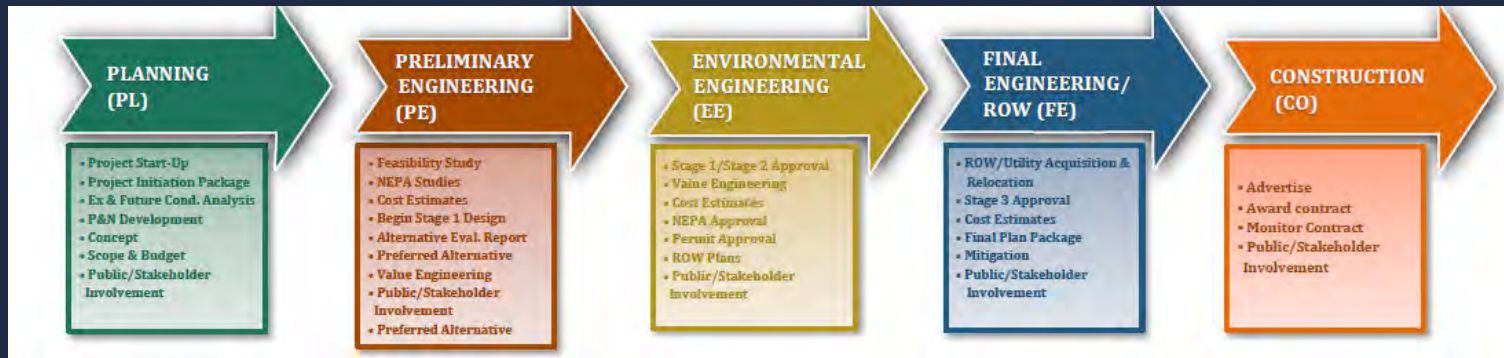 PLANNING
(PL)
• Project Start-Up
• Project Initiation Package
• Ex & Future Cond. Analysis
• P&N Development
• Concept
• Scope & Budget
• Public/Stakeholder
Involvement
PRELIMINARY
ENGINEERING
(PE)
• Feasibility Study
• NEPA Studies
• Cost Estimates
• Begin Stage 1 Design
• Alternative Eval. Report
• Preferred Alternative
• Value Engineering
• Public/Stakeholder
Involvement
• Preferred Alternative
ENVIRONMENTAL
ENGINEERING
(EE)
• Stage 1/Stage 2 Approval
• Value Engineering
• Cost Estimates
• NEPA Approval
• Permit Approval
• ROW Plans
• Public/Stakeholder
Involvement
FINAL
ENGINEERING/
ROW (FE)
• ROW/Utility Acquisition &
Relocation
• Stage 3 Approval
• Cost Estimates
• Final Plan Package
• Mitigation
• Public/Stakeholder
Involvement
CONSTRUCTION
(CO)
• Advertise
• Award contract
• Monitor Contract
• Public/Stakeholder
Involvement